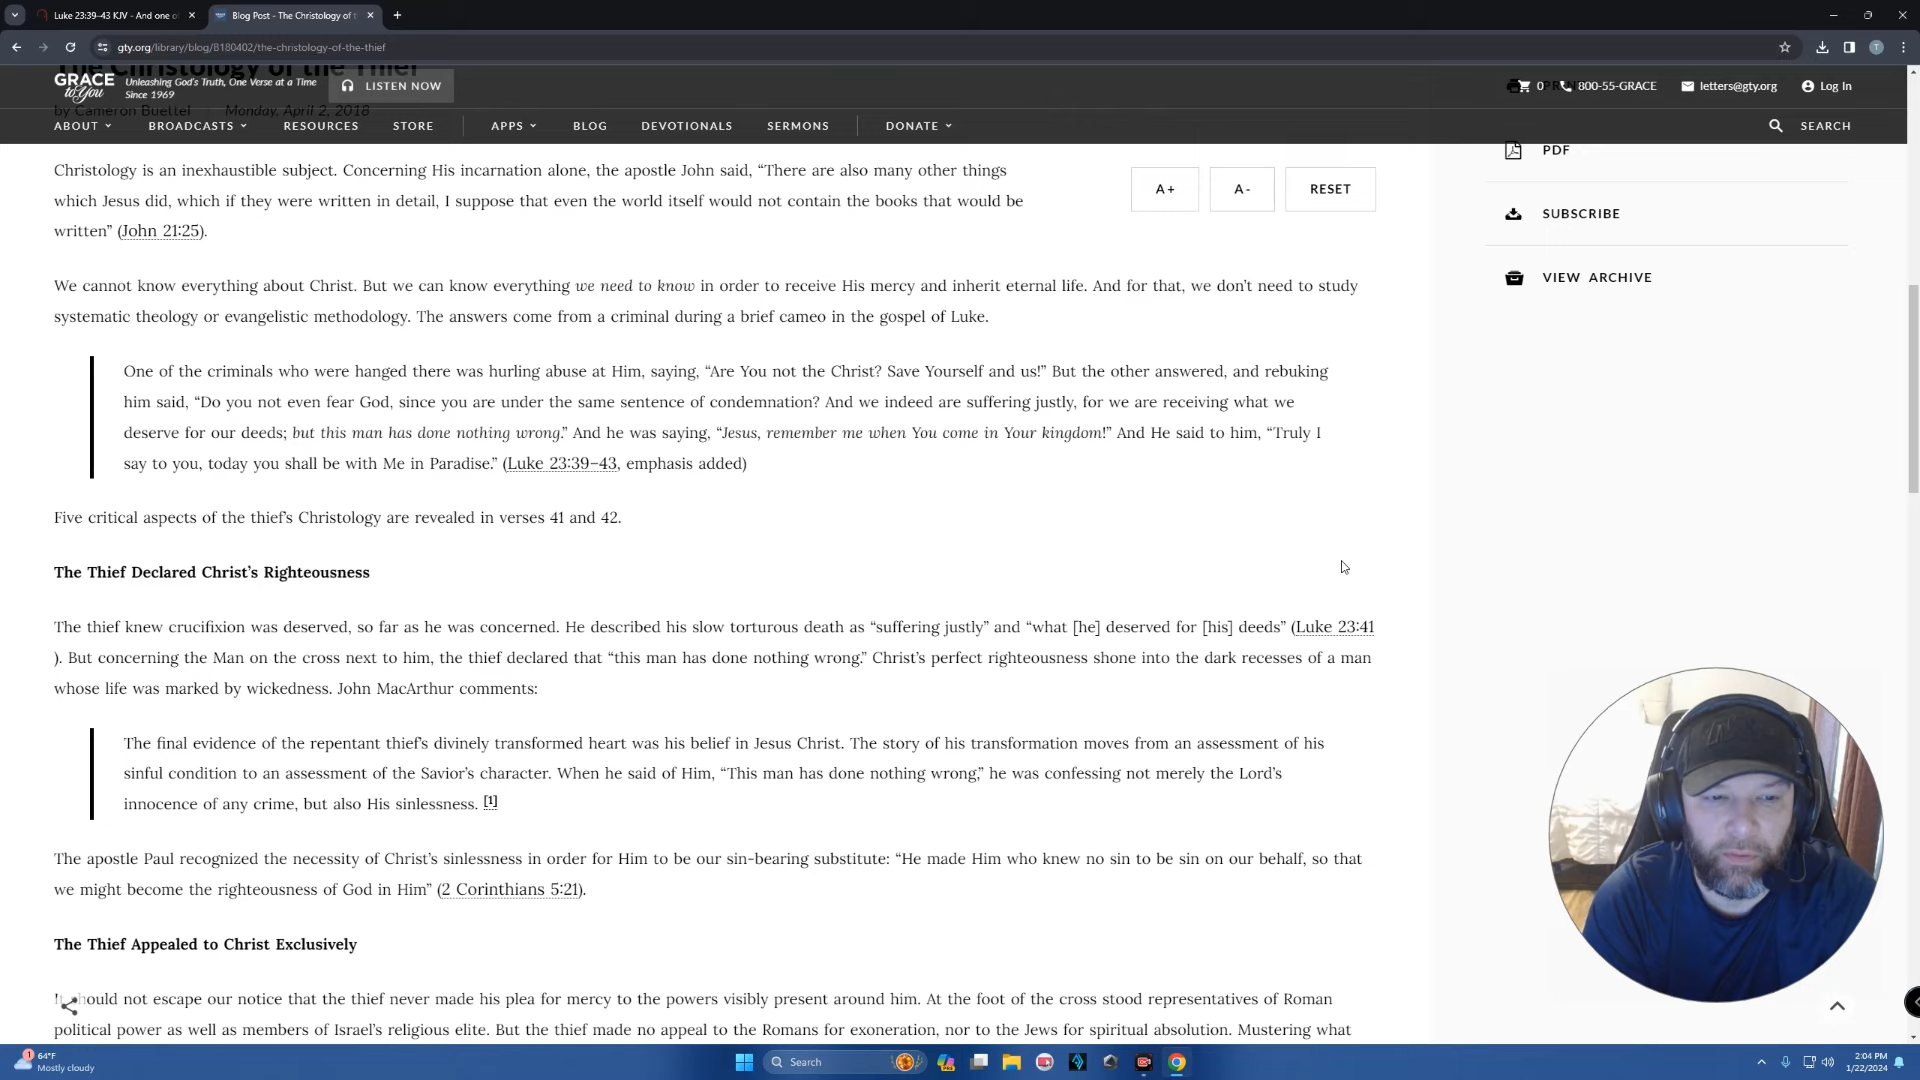 Luke 23:39–43 KJV - And one of
Blog Post - The Christology of t
gty.org/library/blog/8180402/the-christology-of-the-thief
The Christology of the Thief
GRACE to You
Unleashing God's Truth, One Verse at a Time
Since 1969
LISTEN NOW
0
800-55-GRACE
letters@gty.org
Log In
by Cameron Buettel
Monday, April 2, 2018
ABOUT
BROADCASTS
RESOURCES
STORE
APPS
BLOG
DEVOTIONALS
SERMONS
DONATE
SEARCH
Christology is an inexhaustible subject. Concerning His incarnation alone, the apostle John said, “There are also many other things
which Jesus did, which if they were written in detail, I suppose that even the world itself would not contain the books that would be
written” (John 21:25).
A+
A-
RESET
PDF
SUBSCRIBE
VIEW ARCHIVE
We cannot know everything about Christ. But we can know everything we need to know in order to receive His mercy and inherit eternal life. And for that, we don’t need to study
systematic theology or evangelistic methodology. The answers come from a criminal during a brief cameo in the gospel of Luke.
One of the criminals who were hanged there was hurling abuse at Him, saying, “Are You not the Christ? Save Yourself and us!” But the other answered, and rebuking
him said, “Do you not even fear God, since you are under the same sentence of condemnation? And we indeed are suffering justly, for we are receiving what we
deserve for our deeds; but this man has done nothing wrong.” And he was saying, “Jesus, remember me when You come in Your kingdom!” And He said to him, “Truly I
say to you, today you shall be with Me in Paradise.” (Luke 23:39–43, emphasis added)
Five critical aspects of the thief’s Christology are revealed in verses 41 and 42.
The Thief Declared Christ’s Righteousness
The thief knew crucifixion was deserved, so far as he was concerned. He described his slow torturous death as “suffering justly” and “what [he] deserved for [his] deeds” (Luke 23:41
). But concerning the Man on the cross next to him, the thief declared that “this man has done nothing wrong.” Christ’s perfect righteousness shone into the dark recesses of a man
whose life was marked by wickedness. John MacArthur comments:
The final evidence of the repentant thief’s divinely transformed heart was his belief in Jesus Christ. The story of his transformation moves from an assessment of his
sinful condition to an assessment of the Savior’s character. When he said of Him, “This man has done nothing wrong,” he was confessing not merely the Lord’s
innocence of any crime, but also His sinlessness. [1]
The apostle Paul recognized the necessity of Christ’s sinlessness in order for Him to be our sin-bearing substitute: “He made Him who knew no sin to be sin on our behalf, so that
we might become the righteousness of God in Him” (2 Corinthians 5:21).
The Thief Appealed to Christ Exclusively
It should not escape our notice that the thief never made his plea for mercy to the powers visibly present around him. At the foot of the cross stood representatives of Roman
political power as well as members of Israel’s religious elite. But the thief made no appeal to the Romans for exoneration, nor to the Jews for spiritual absolution. Mustering what
1
64°F
Mostly cloudy
Search
2:04 PM
1/22/2024